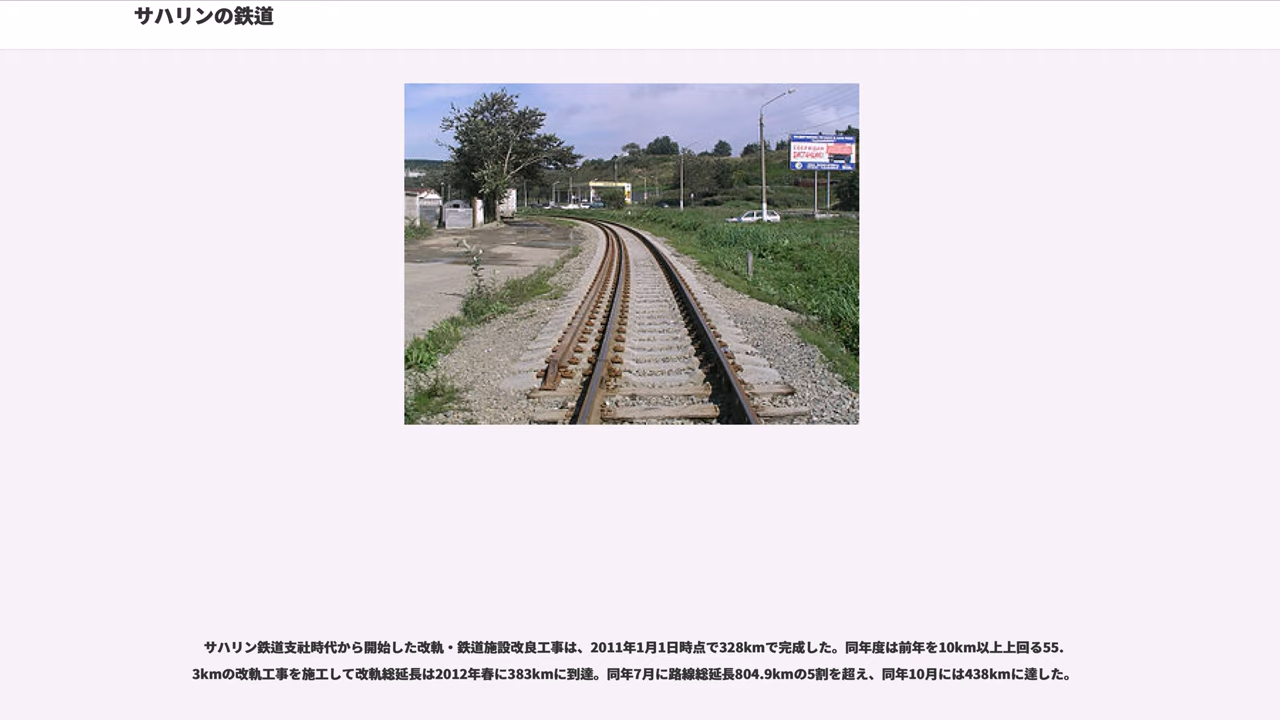 サハリンの鉄道
サハリン鉄道支社時代から開始した改軌・鉄道施設改良工事は、2011年1月1日時点で328kmで完成した。同年度は前年を10km以上上回る55.
3kmの改軌工事を施工して改軌総延長は2012年春に383kmに到達。同年7月に路線総延長804.9kmの5割を超え、同年10月には438kmに達した。